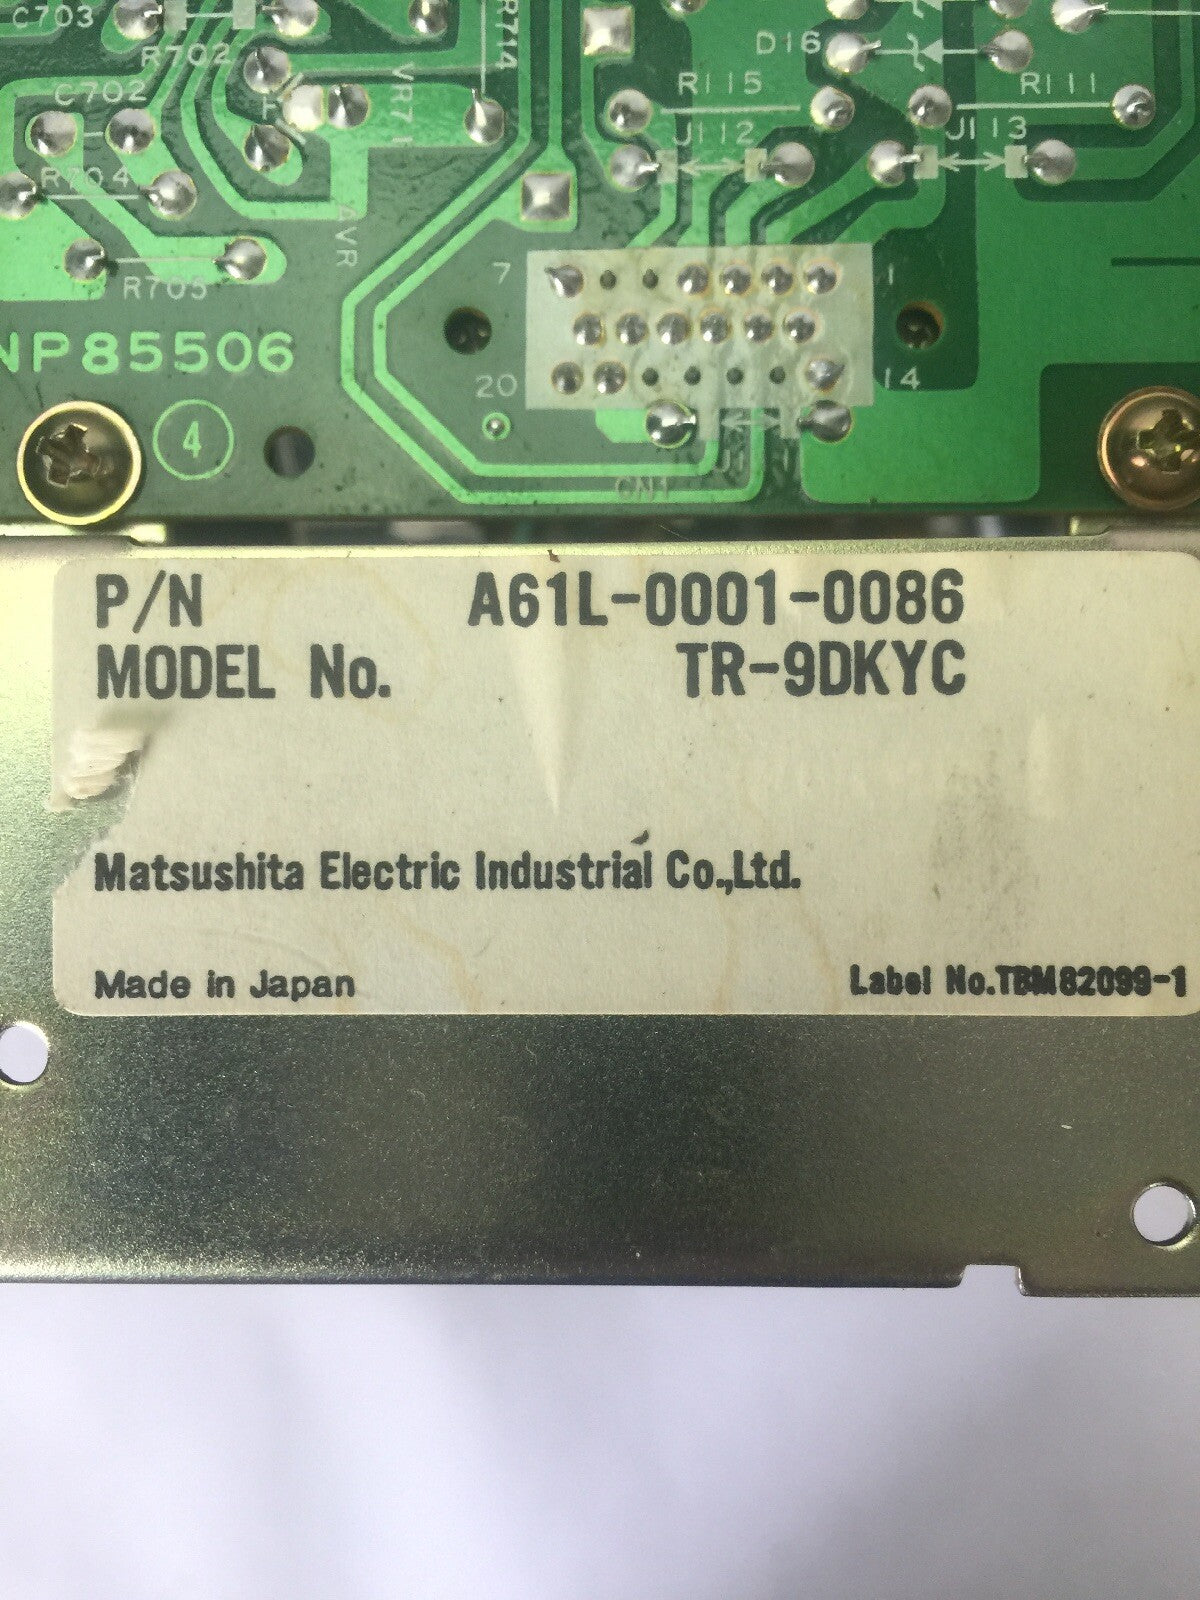 C703
R702
C702
VR71
R714
R704
AVR
R705
D16
R115
R111
J112
J113
7 1
20 14
CN1
NP85506
4
P/N A61L-0001-0086
MODEL No. TR-9DKYC
Matsushita Electric Industrial Co.,Ltd.
Made in Japan Label No.TBM82099-1